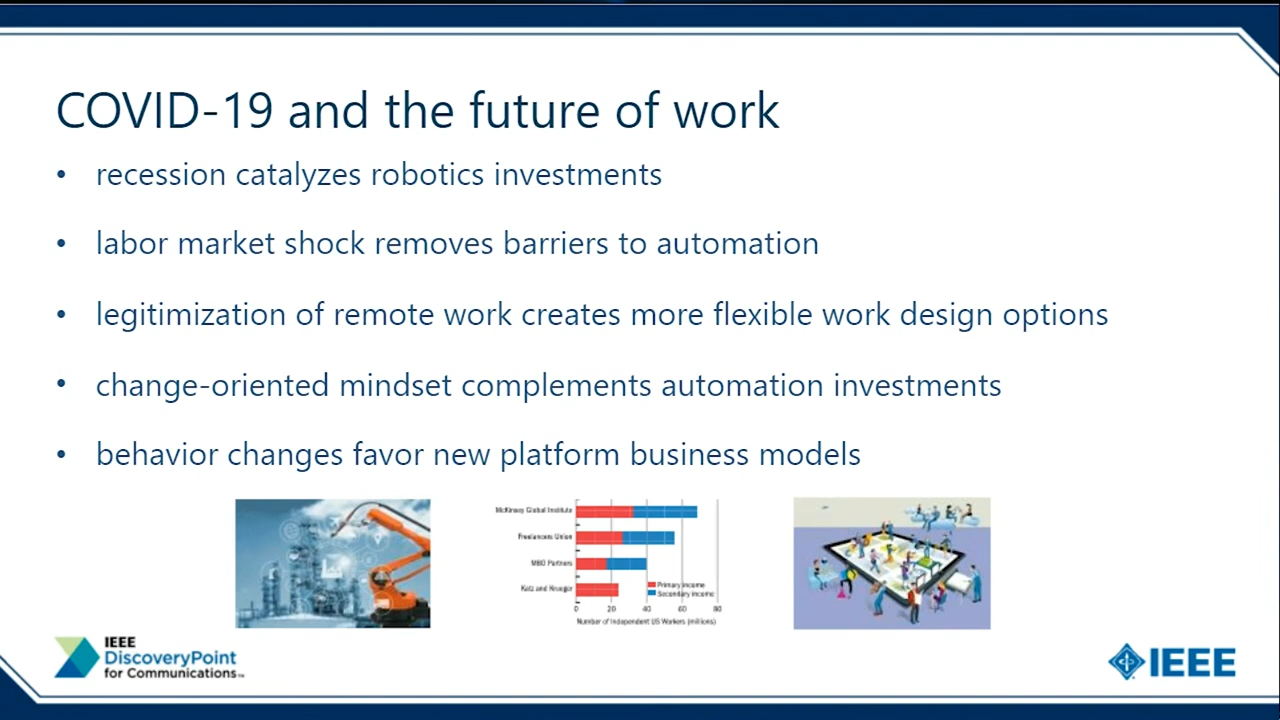 COVID-19 and the future of work
• recession catalyzes robotics investments
• labor market shock removes barriers to automation
• legitimization of remote work creates more flexible work design options
• change-oriented mindset complements automation investments
• behavior changes favor new platform business models
McKinsey Global Institute
Freelancers Union
MBO Partners
Katz and Krueger
Primary income
Secondary income
0 20 40 60 80
Number of Independent US Workers (millions)
IEEE
DiscoveryPoint
for Communications™
IEEE